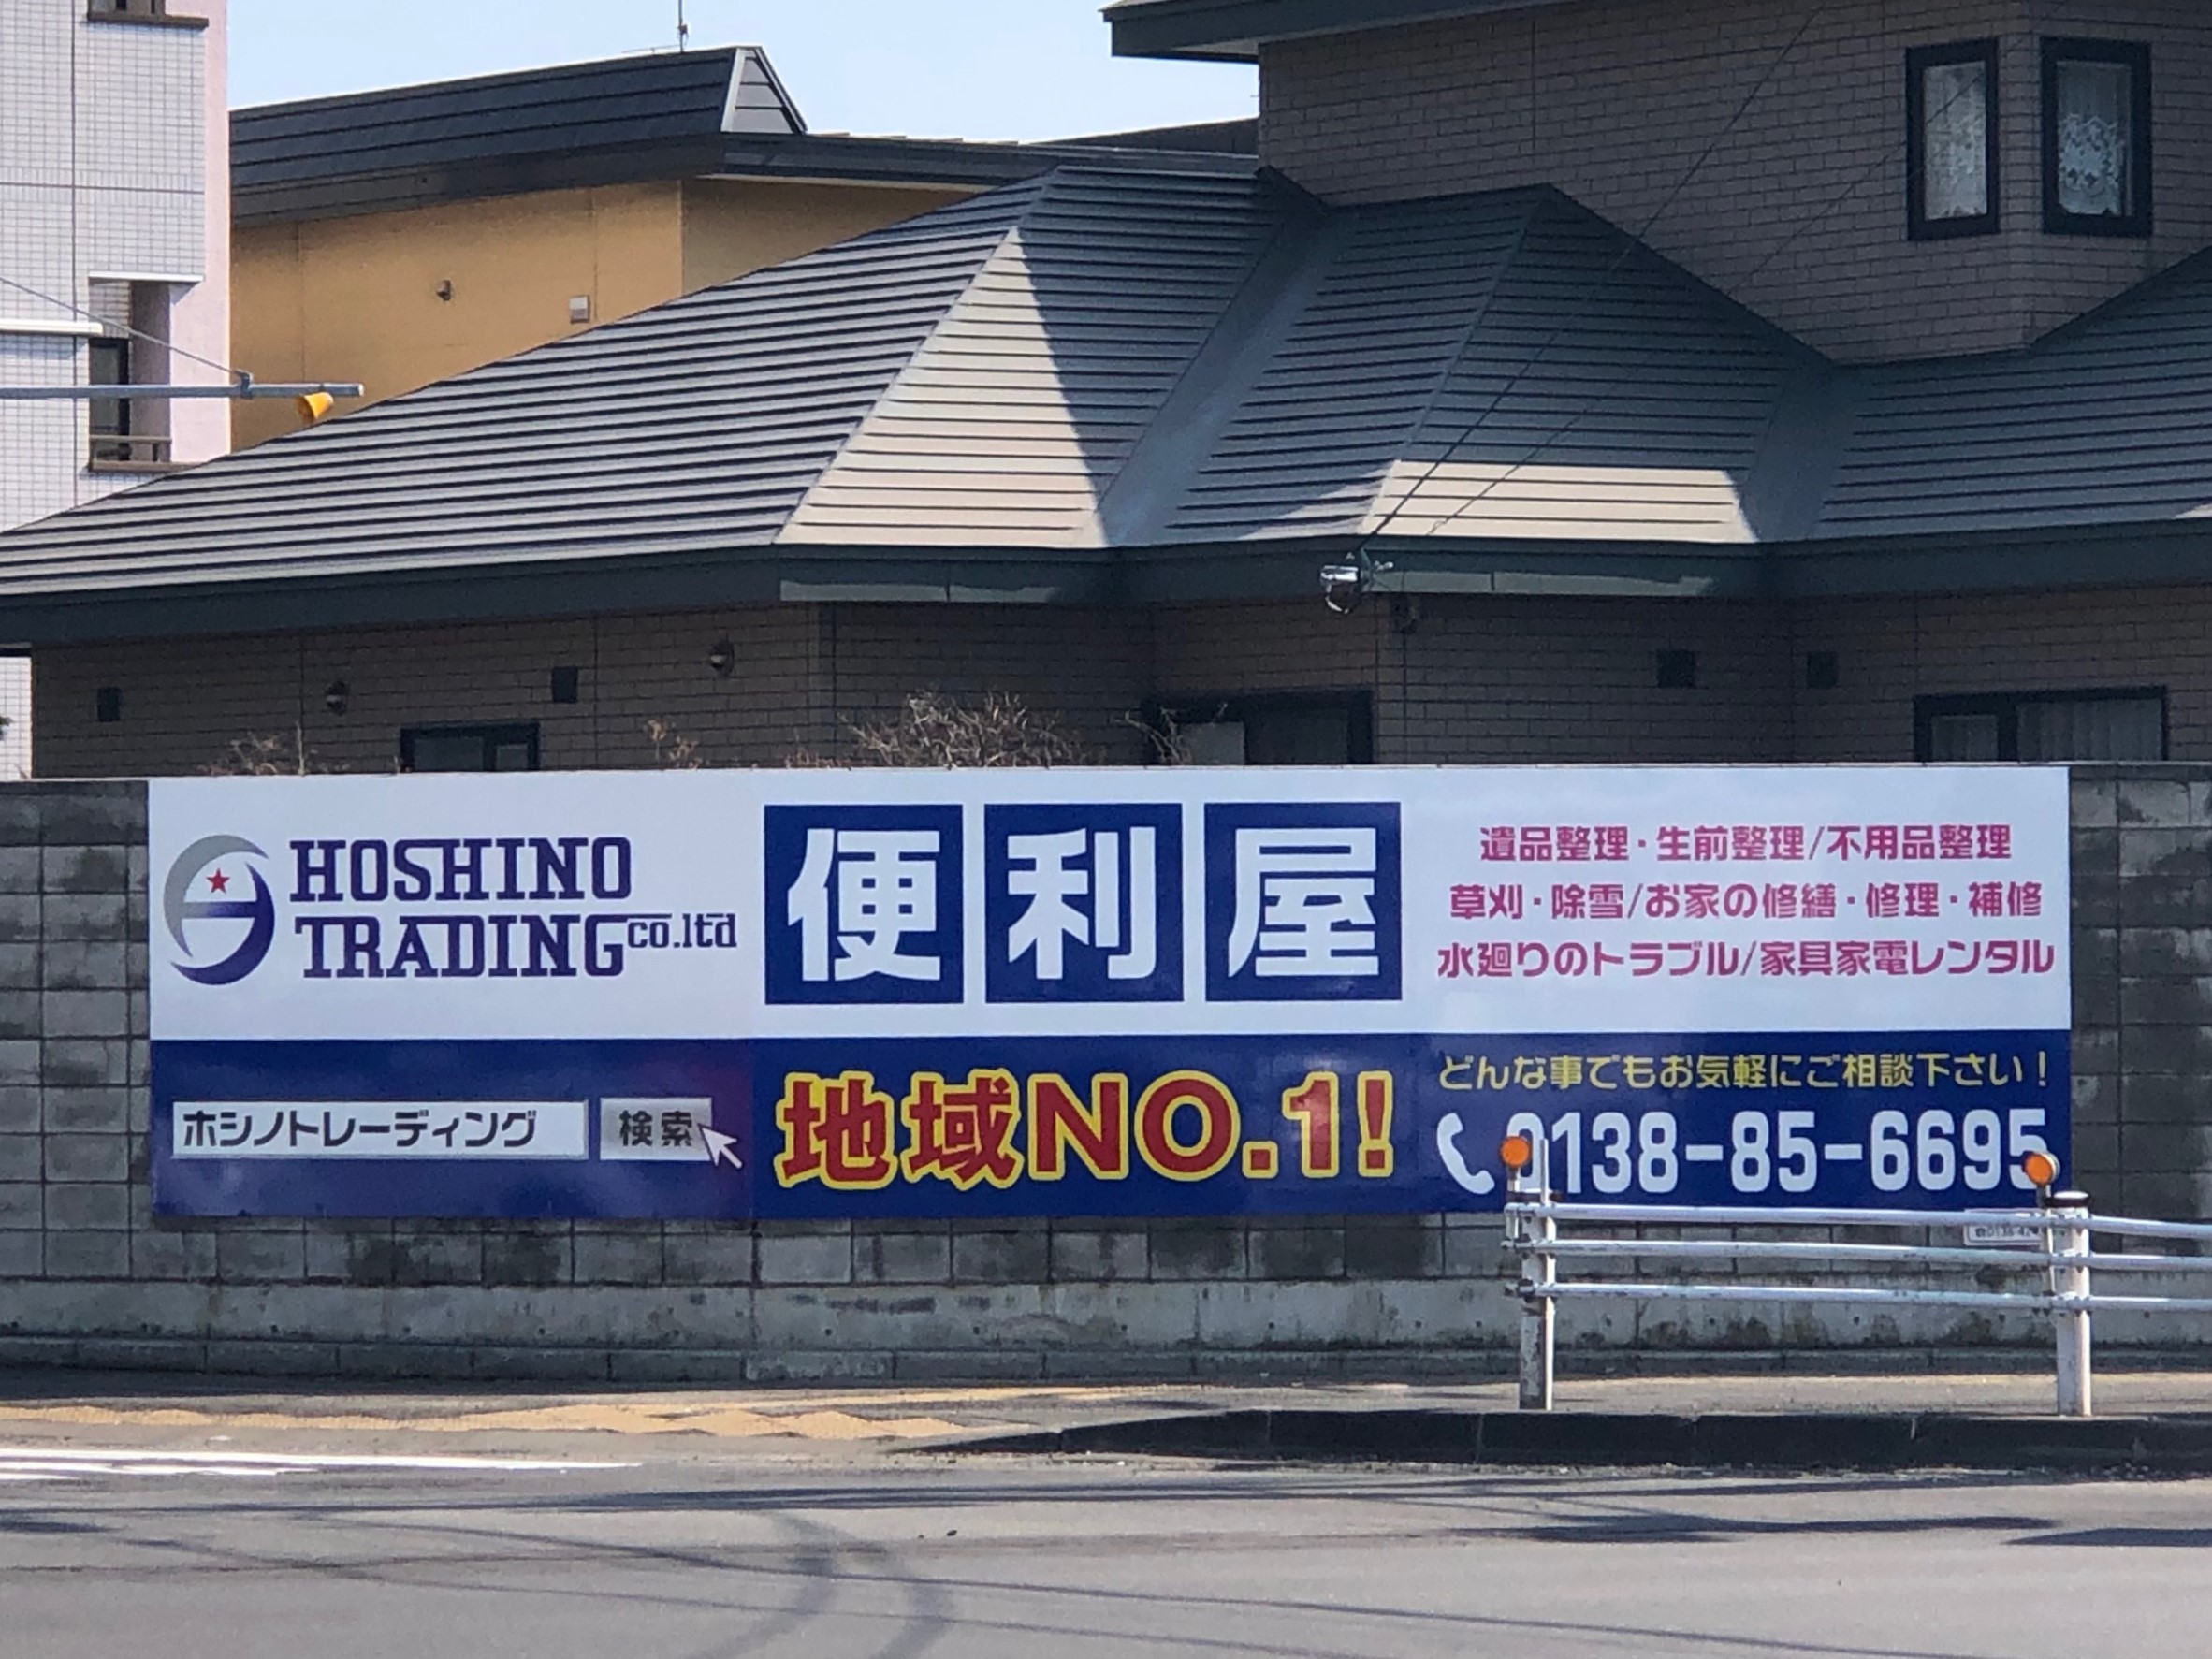 HOSHINO
TRADING co.ltd
便利屋
遺品整理・生前整理/不用品整理
草刈・除雪/お家の修繕・修理・補修
水廻りのトラブル/家具家電レンタル
ホシノトレーディング 検索
地域NO.1!
どんな事でもお気軽にご相談下さい！
0138-85-6695